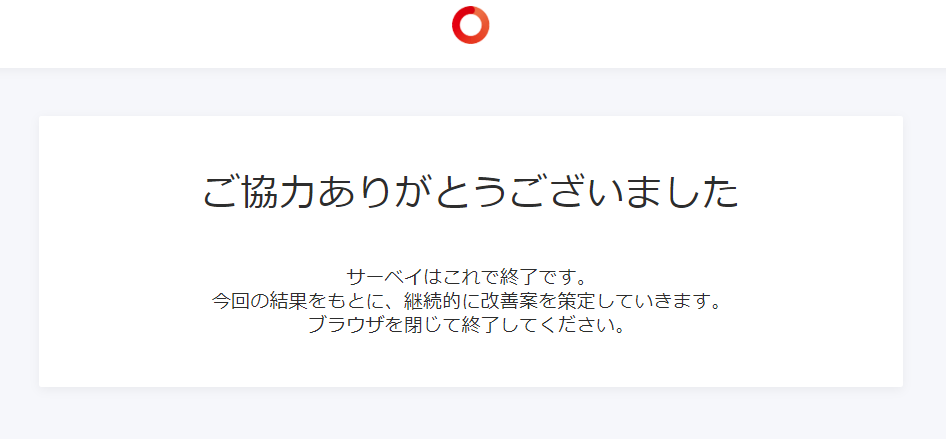 ご協力ありがとうございました
サーベイはこれで終了です。
今回の結果をもとに、継続的に改善案を策定していきます。
ブラウザを閉じて終了してください。